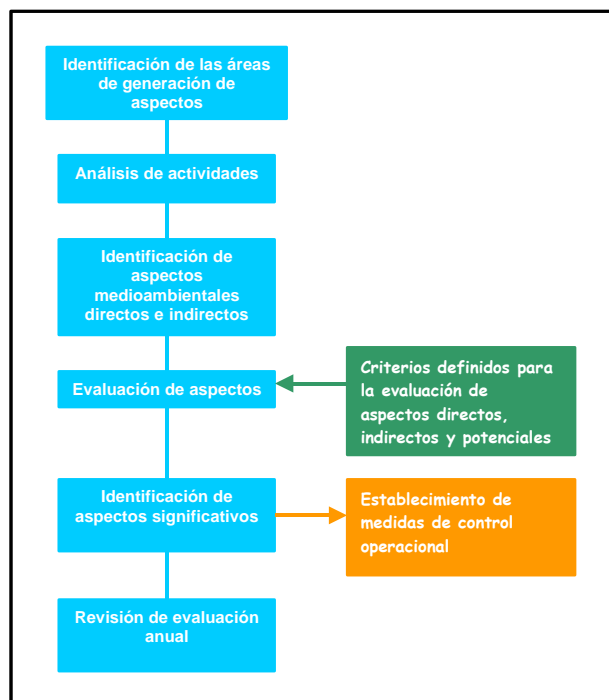 Identificación de las áreas
de generación de
aspectos
Análisis de actividades
Identificación de
aspectos
medioambientales
directos e indirectos
Evaluación de aspectos
Criterios definidos para
la evaluación de
aspectos directos,
indirectos y potenciales
Identificación de
aspectos significativos
Establecimiento de
medidas de control
operacional
Revisión de evaluación
anual